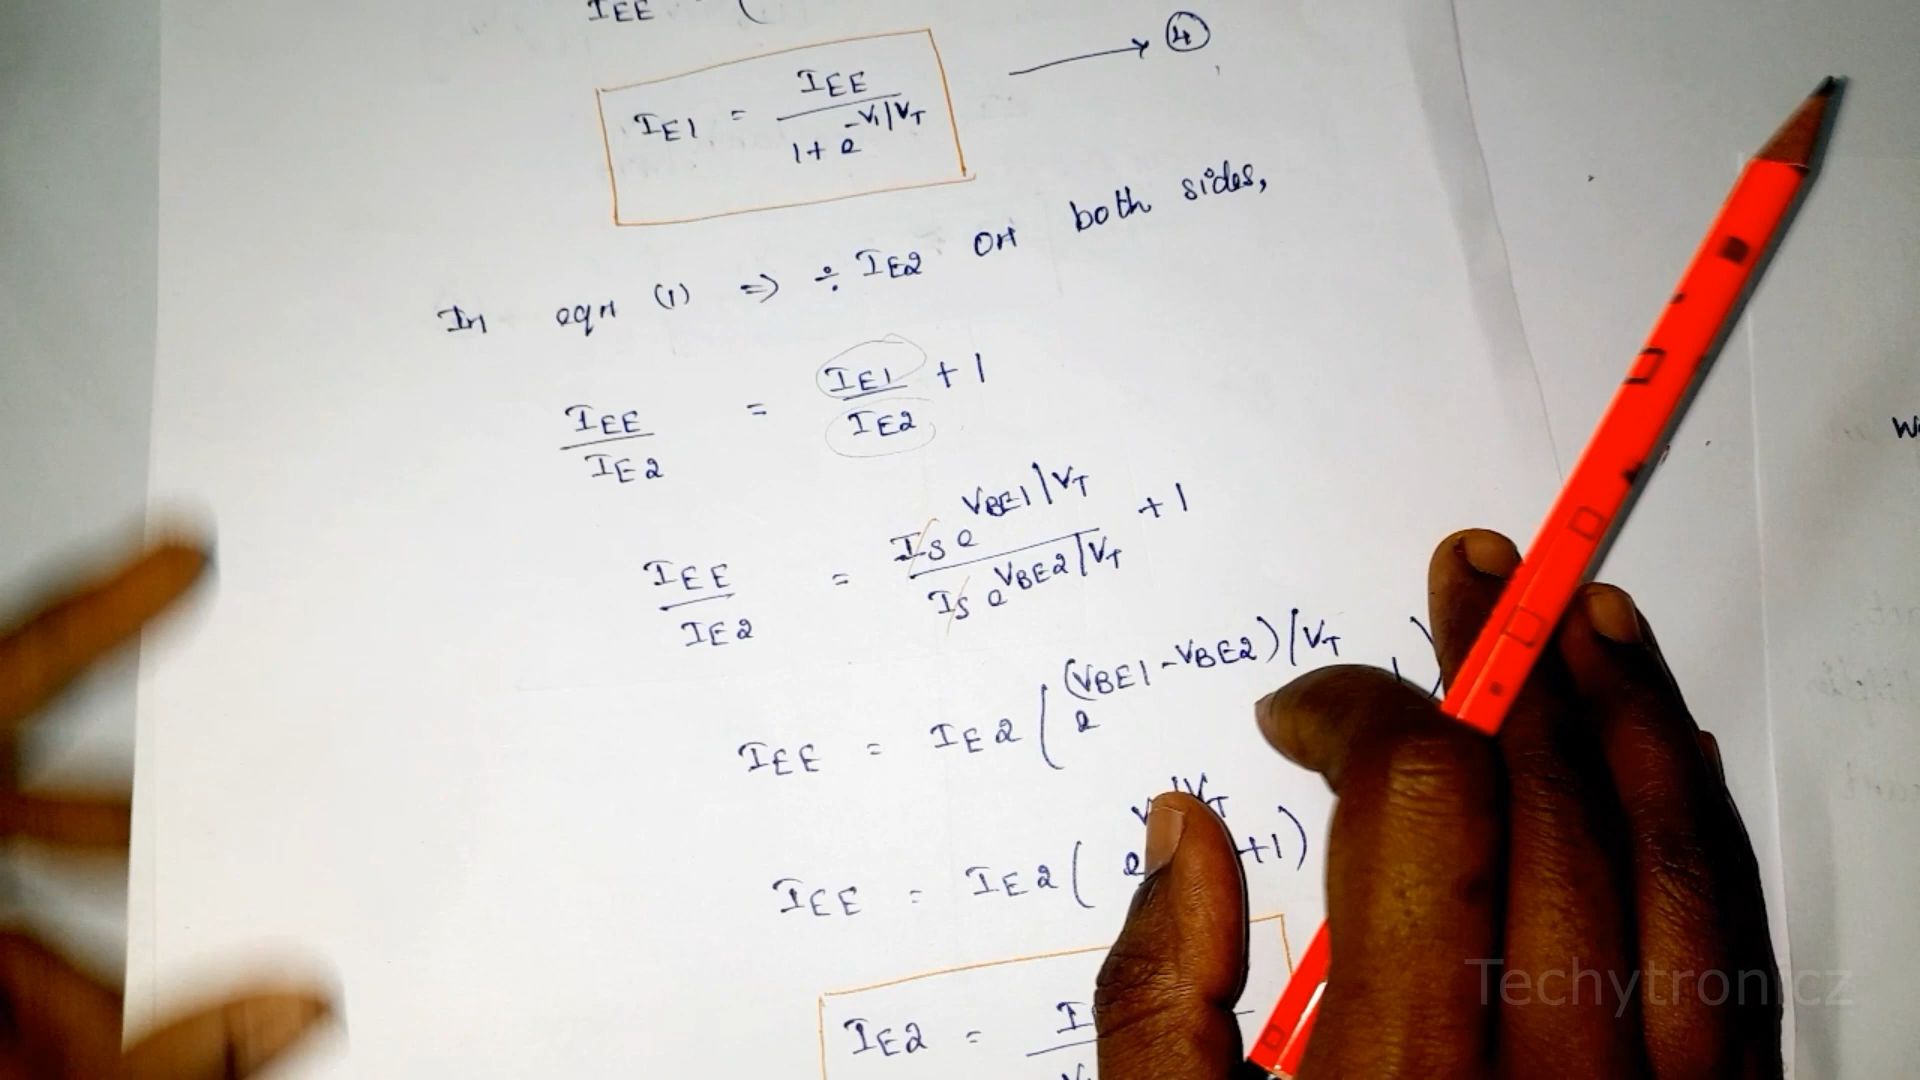 IEE (
IE1 = IEE / 1 + e^-V1/VT → 4
In eqn (1) ⇒ ÷ IE2 on both sides,
IEE / IE2 = IE1 / IE2 + 1
IEE / IE2 = IS e^VBE1/VT / IS e^VBE2/VT + 1
IEE = IE2 ( e^(VBE1 - VBE2)/VT )
IEE = IE2 ( e /VT +1)
IE2 =
Techytronicz